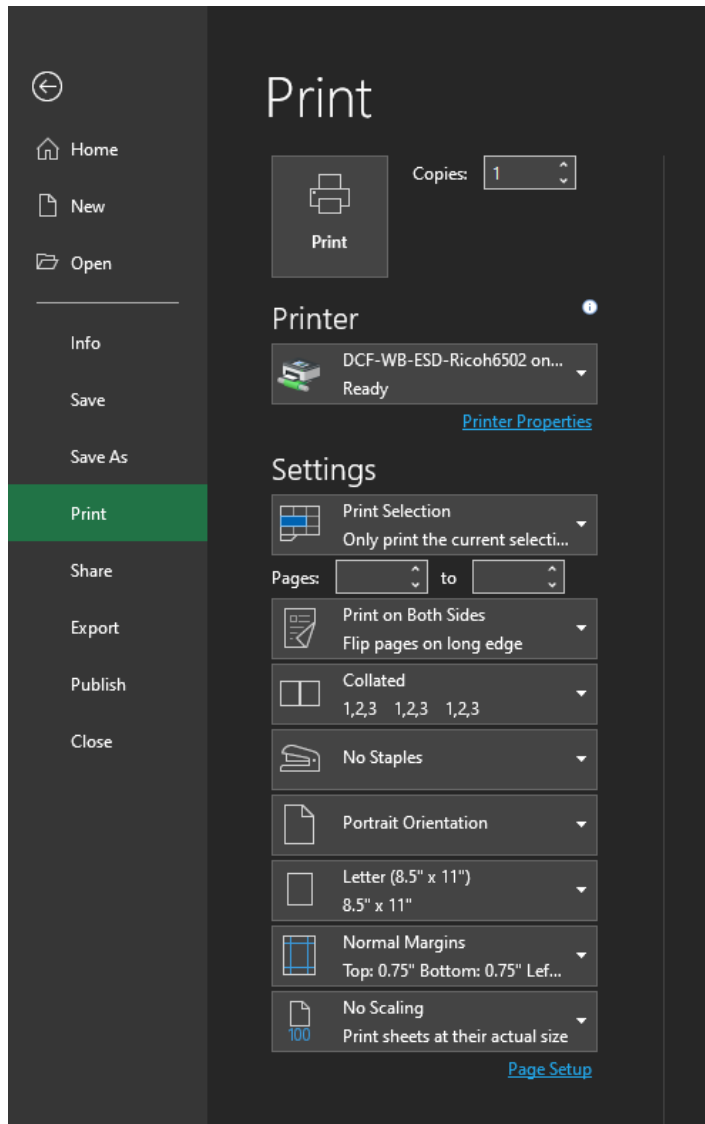 Home
New
Open
Info
Save
Save As
Print
Share
Export
Publish
Close
Print
Print
Copies: 1
Printer
DCF-WB-ESD-Ricoh6502 on...
Ready
Printer Properties
Settings
Print Selection
Only print the current selecti...
Pages: to
Print on Both Sides
Flip pages on long edge
Collated
1,2,3 1,2,3 1,2,3
No Staples
Portrait Orientation
Letter (8.5" x 11")
8.5" x 11"
Normal Margins
Top: 0.75" Bottom: 0.75" Lef...
No Scaling
100
Print sheets at their actual size
Page Setup